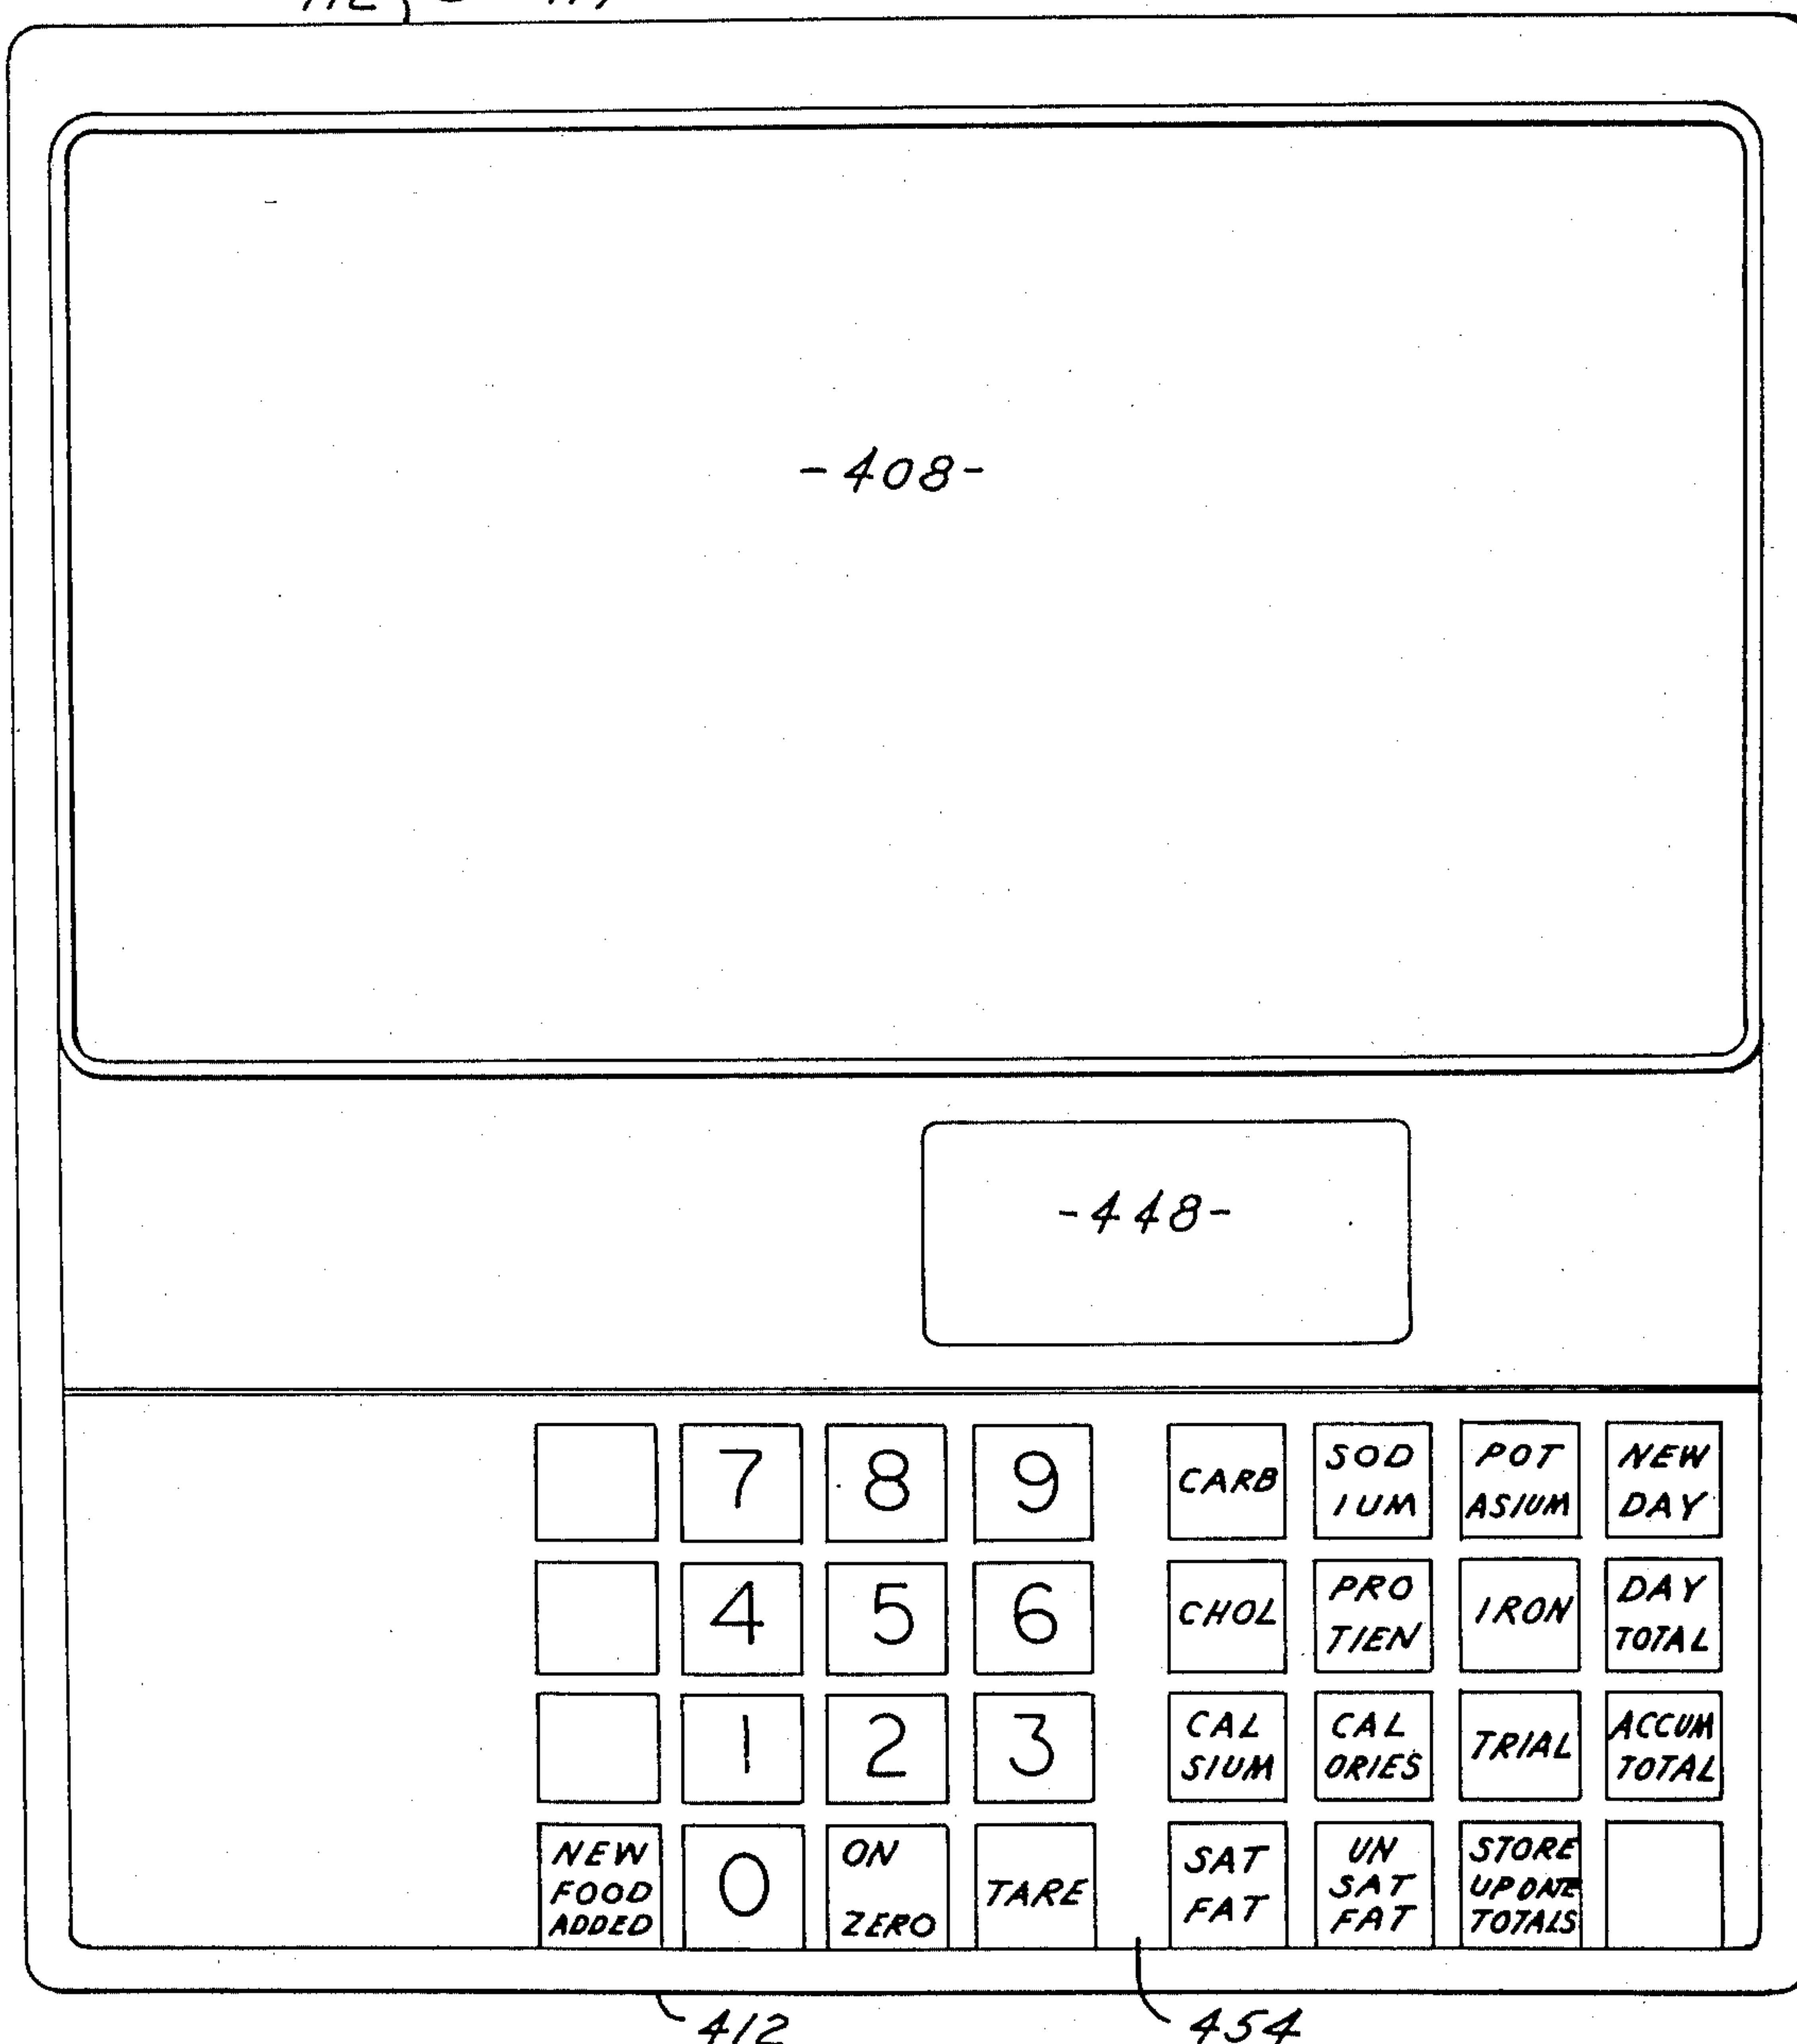 -408-
-448-
7 8 9 CARB SOD IUM POT ASIUM NEW DAY
4 5 6 CHOL PRO TIEN IRON DAY TOTAL
1 2 3 CAL SIUM CAL ORIES TRIAL ACCUM TOTAL
NEW FOOD ADDED 0 ON ZERO TARE SAT FAT UN SAT FAT STORE UPDATE TOTALS
412 454